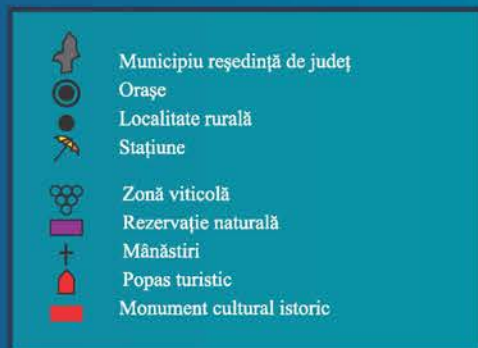 Municipiu reşedinţă de judeţ
Oraşe
Localitate rurală
Staţiune
Zonă viticolă
Rezervaţie naturală
Mânăstiri
Popas turistic
Monument cultural istoric